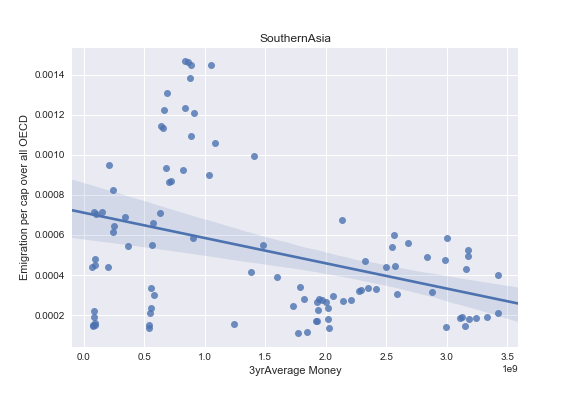 SouthernAsia
0.0014
0.0012
0.0010
0.0008
0.0006
0.0004
0.0002
Emigration per cap over all OECD
0.0 0.5 1.0 1.5 2.0 2.5 3.0 3.5
3yrAverage Money
1e9